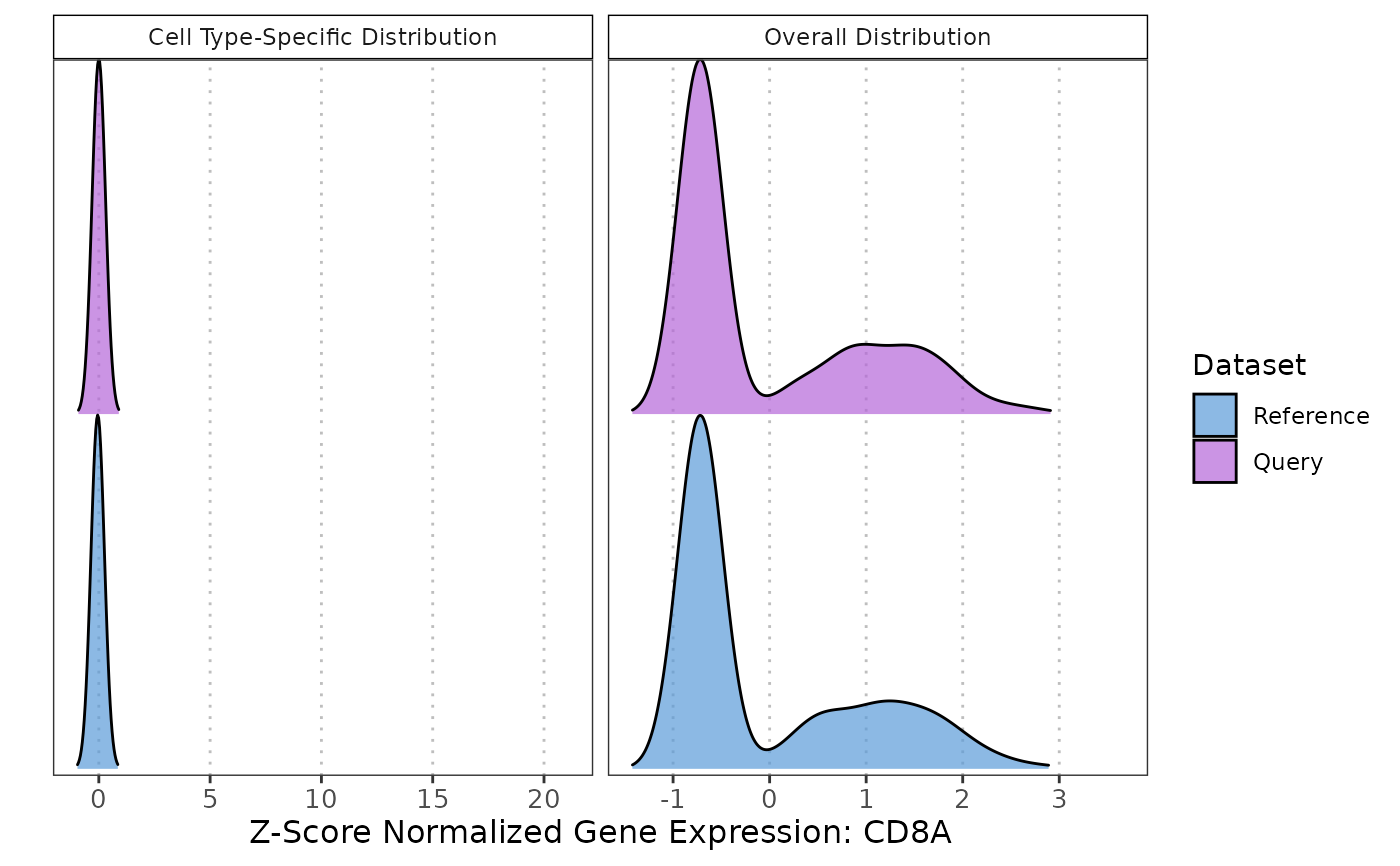 Cell Type-Specific Distribution
Overall Distribution
Dataset
Reference
Query
0 5 10 15 20
-1 0 1 2 3
Z-Score Normalized Gene Expression: CD8A